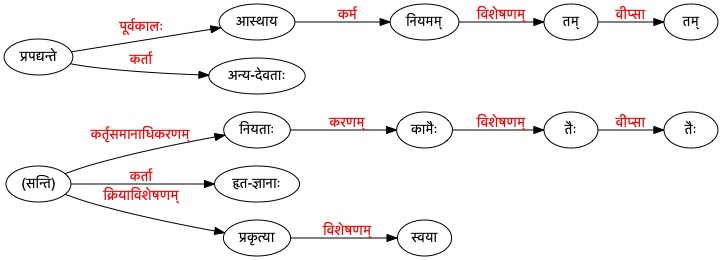 पूर्वकालः आस्थाय कर्म नियमम् विशेषणम् तम् वीप्सा तम्
प्रपद्यन्ते
कर्ता अन्य-देवताः
कर्तृसमानाधिकरणम् नियताः करणम् कामैः विशेषणम् तैः वीप्सा तैः
(सन्ति) कर्ता हृत-ज्ञानाः
क्रियाविशेषणम्
प्रकृत्या विशेषणम् स्वया